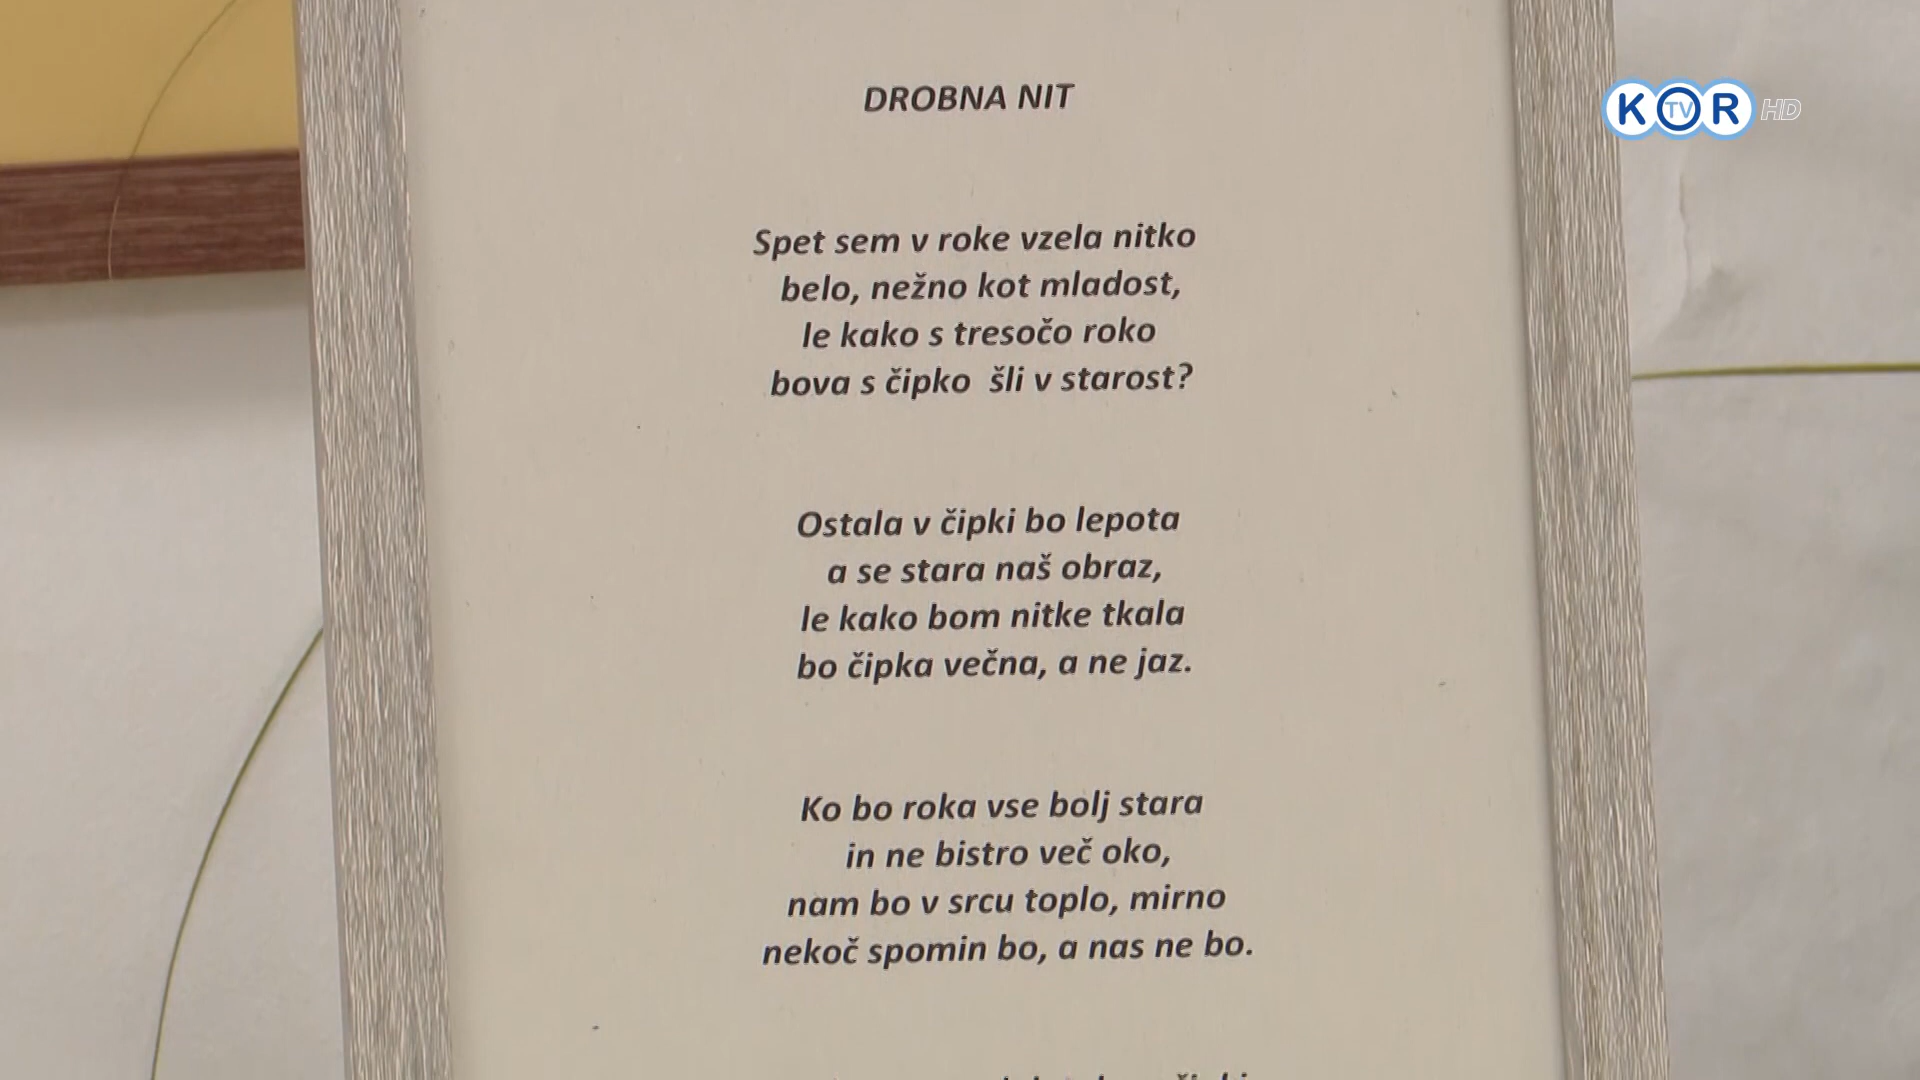 DROBNA NIT
Spet sem v roke vzela nitko
belo, nežno kot mladost,
le kako s tresočo roko
bova s čipko šli v starost?
Ostala v čipki bo lepota
a se stara naš obraz,
le kako bom nitke tkala
bo čipka večna, a ne jaz.
Ko bo roka vse bolj stara
in ne bistro več oko,
nam bo v srcu toplo, mirno
nekoč spomin bo, a nas ne bo.
KOR TV HD